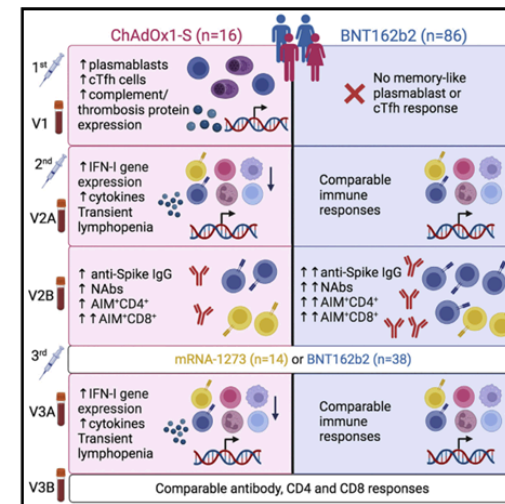 ChAdOx1-S (n=16)
BNT162b2 (n=86)
1st
V1
↑plasmablasts
↑cTfh cells
↑complement/
thrombosis protein
expression
No memory-like
plasmablast or
cTfh response
2nd
V2A
↑IFN-I gene
expression
↑cytokines
Transient
lymphopenia
Comparable
immune
responses
V2B
↑ anti-Spike IgG
↑ NAbs
↑ AIM+CD4+
↑↑AIM+CD8+
↑↑anti-Spike IgG
↑↑NAbs
↑↑AIM+CD4+
↑↑AIM+CD8+
3rd
mRNA-1273 (n=14) or BNT162b2 (n=38)
V3A
↑IFN-I gene
expression
↑cytokines
Transient
lymphopenia
Comparable
immune
responses
V3B
Comparable antibody, CD4 and CD8 responses